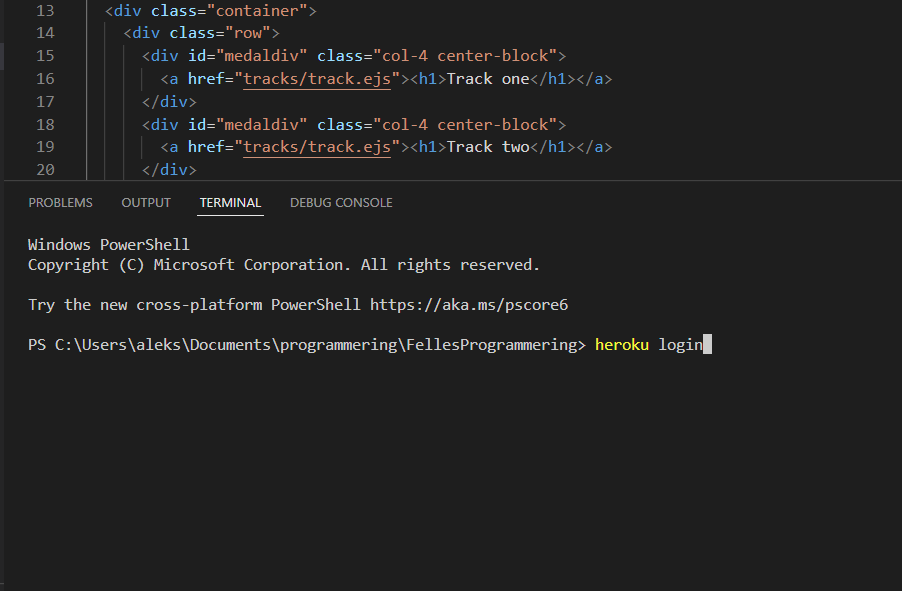 13 <div class="container">
14 <div class="row">
15 <div id="medaldiv" class="col-4 center-block">
16 <a href="tracks/track.ejs"><h1>Track one</h1></a>
17 </div>
18 <div id="medaldiv" class="col-4 center-block">
19 <a href="tracks/track.ejs"><h1>Track two</h1></a>
20 </div>
PROBLEMS OUTPUT TERMINAL DEBUG CONSOLE
Windows PowerShell
Copyright (C) Microsoft Corporation. All rights reserved.
Try the new cross-platform PowerShell https://aka.ms/pscore6
PS C:\Users\aleks\Documents\programmering\FellesProgrammering> heroku login